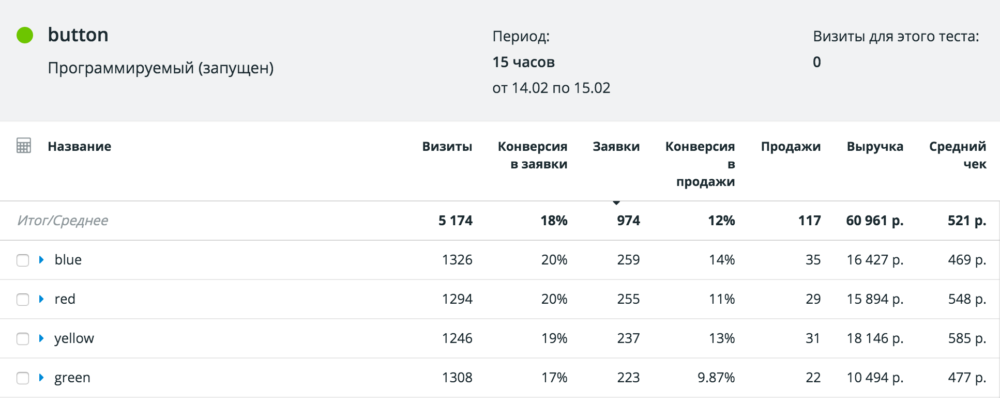 button
Программируемый (запущен)
Период:
15 часов
от 14.02 по 15.02
Визиты для этого теста:
0
Название Визиты Конверсия в заявки Заявки Конверсия в продажи Продажи Выручка Средний чек
Итог/Среднее 5 174 18% 974 12% 117 60 961 р. 521 р.
blue 1326 20% 259 14% 35 16 427 р. 469 р.
red 1294 20% 255 11% 29 15 894 р. 548 р.
yellow 1246 19% 237 13% 31 18 146 р. 585 р.
green 1308 17% 223 9.87% 22 10 494 р. 477 р.